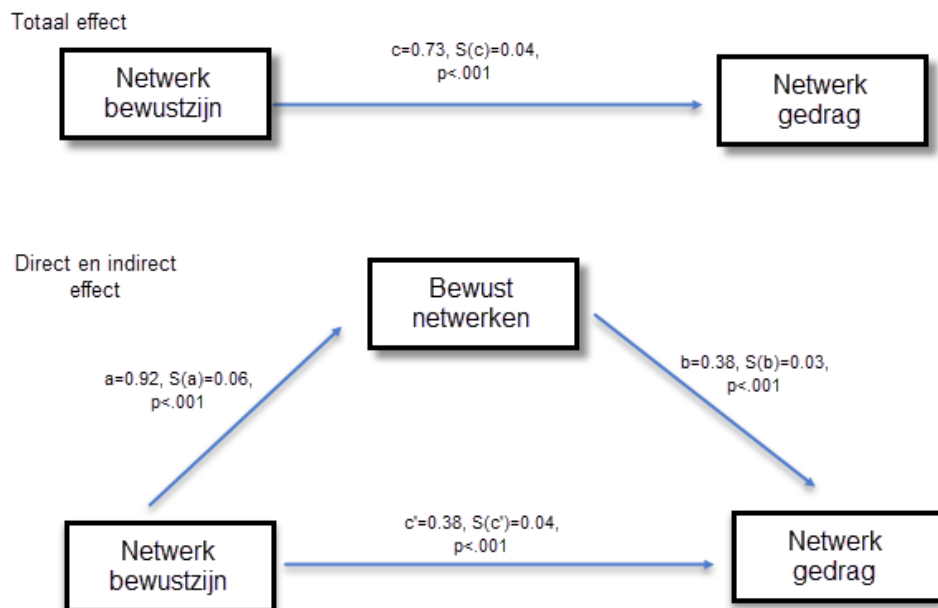 Totaal effect
c=0.73, S(c)=0.04,
p<.001
Netwerk
bewustzijn
Netwerk
gedrag
Direct en indirect
effect
Bewust
netwerken
a=0.92, S(a)=0.06,
p<.001
b=0.38, S(b)=0.03,
p<.001
c'=0.38, S(c')=0.04,
p<.001
Netwerk
bewustzijn
Netwerk
gedrag